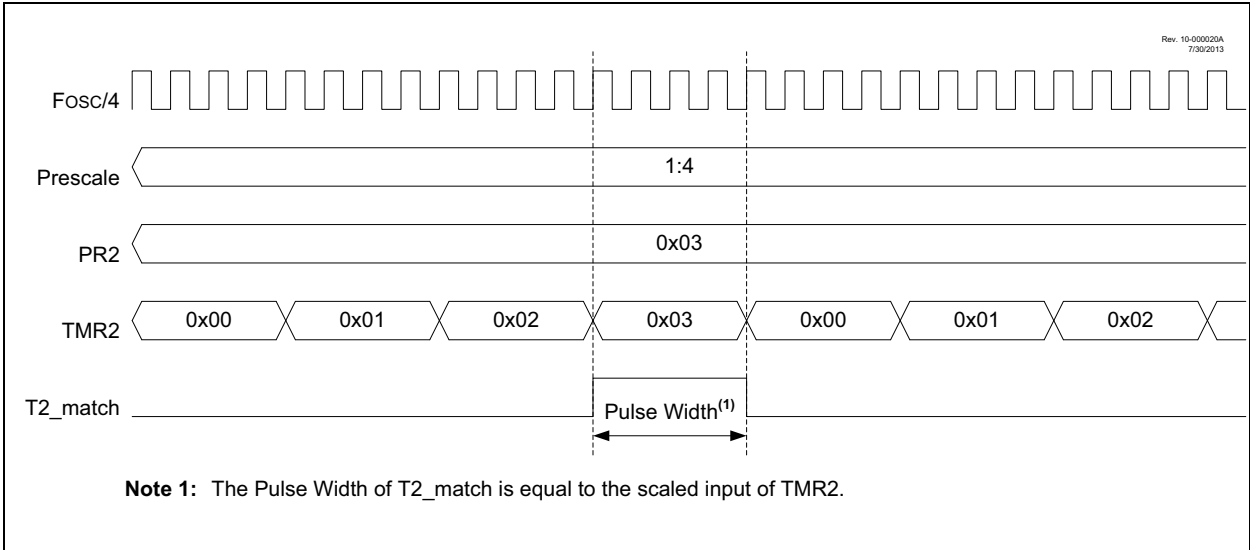 Rev. 10-000020A
7/30/2013
Fosc/4
Prescale
1:4
PR2
0x03
TMR2
0x00
0x01
0x02
0x03
0x00
0x01
0x02
T2_match
Pulse Width(1)
Note 1: The Pulse Width of T2_match is equal to the scaled input of TMR2.